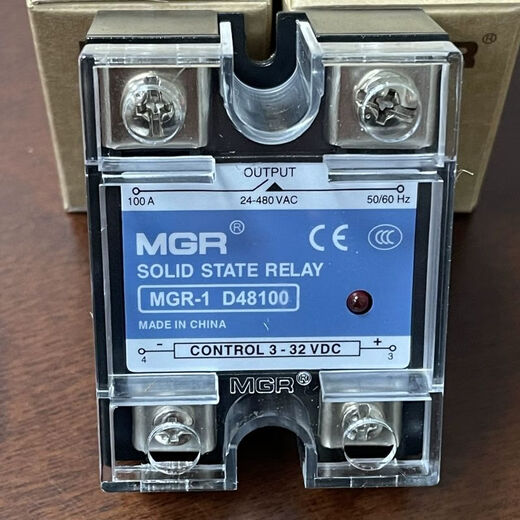 R®
OUTPUT
100 A 24-480 VAC 50/60 Hz
MGR® CE CCC
SOLID STATE RELAY
MGR-1 D48100
MADE IN CHINA
- CONTROL 3 - 32 VDC +
4 3
MGR®